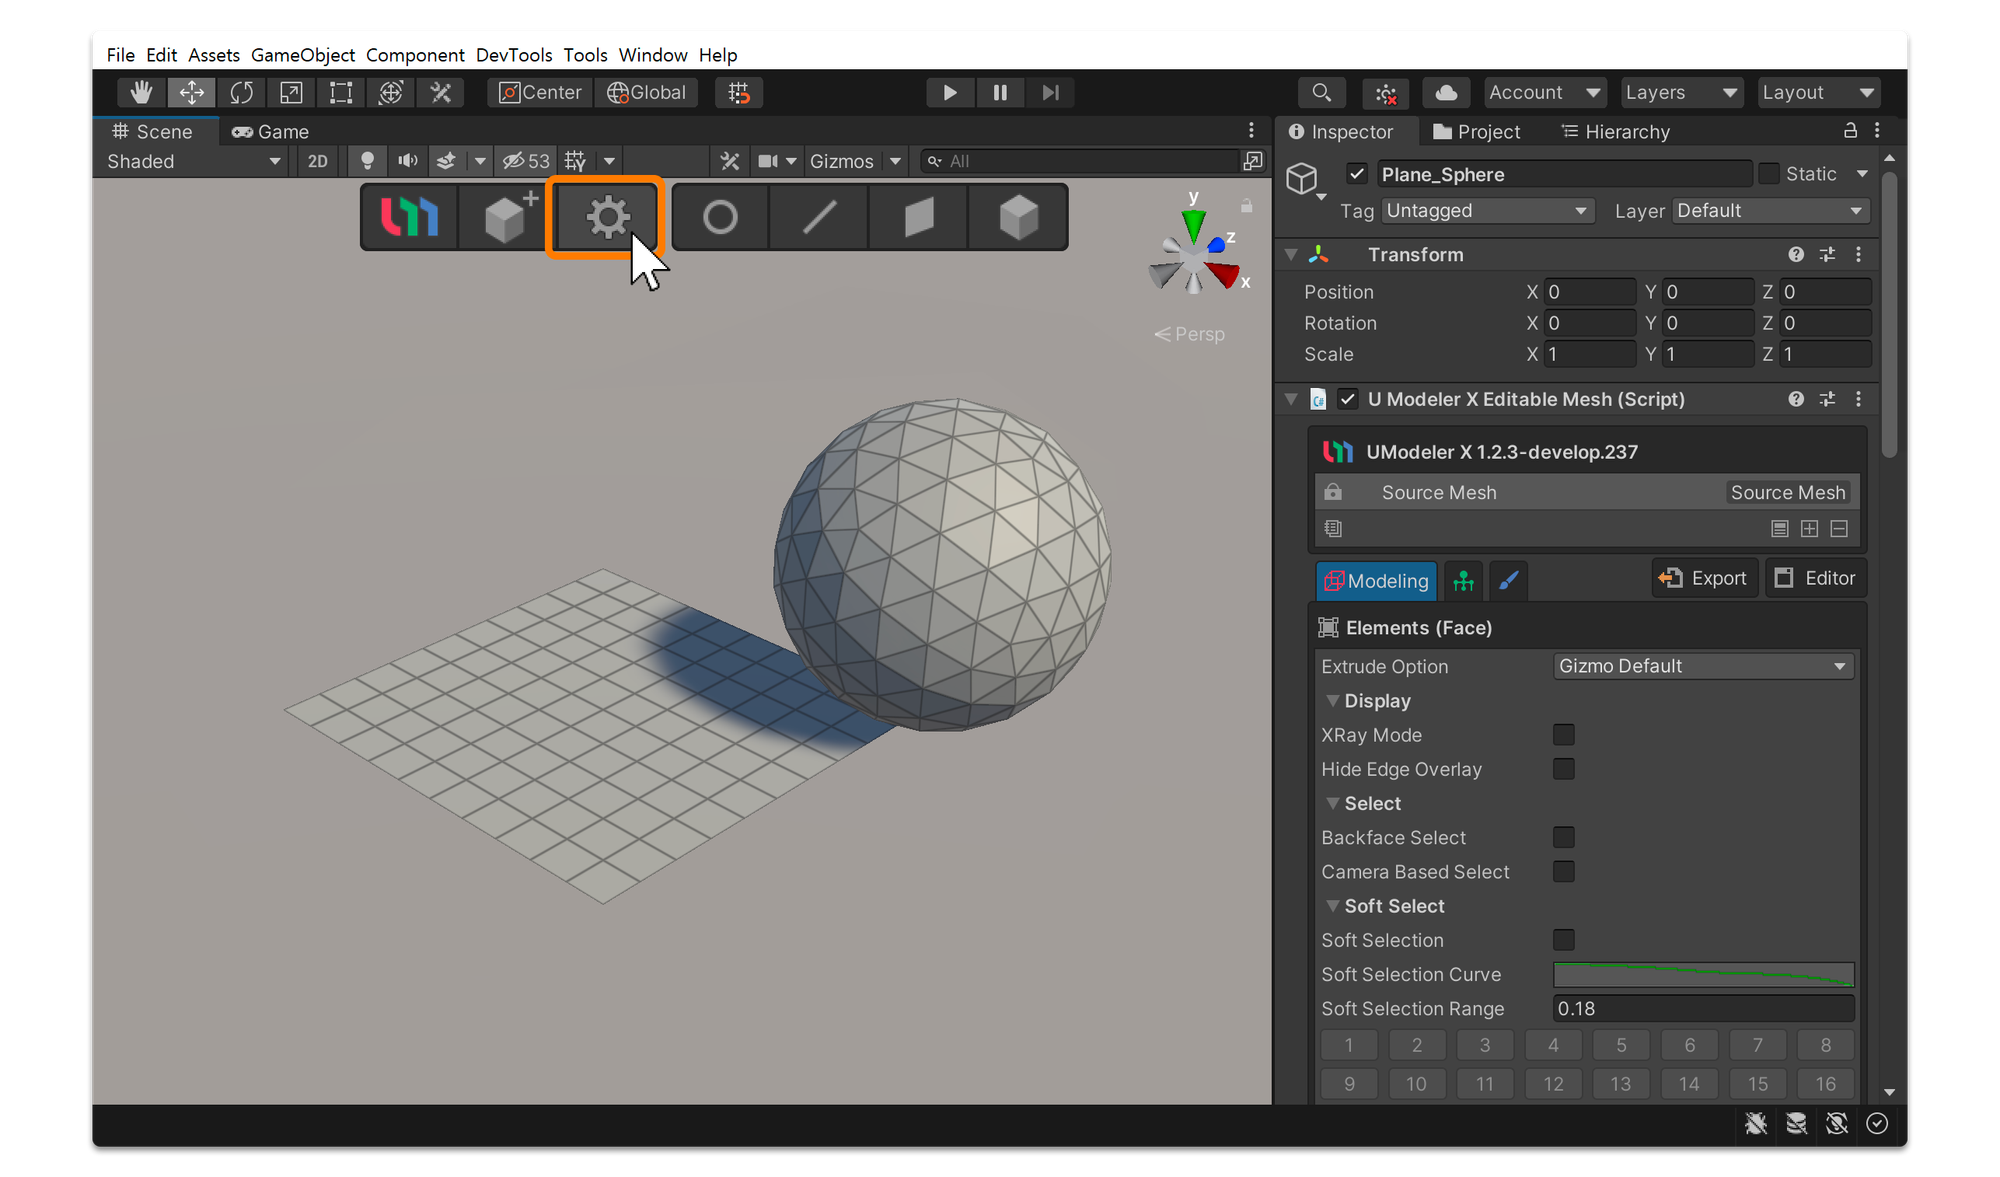 File Edit Assets GameObject Component DevTools Tools Window Help
Center Global Account Layers Layout
Scene Game
Shaded 2D 53 Gizmos All
y
z
x
Persp
Inspector Project Hierarchy
Plane_Sphere Static
Tag Untagged Layer Default
Transform
Position X 0 Y 0 Z 0
Rotation X 0 Y 0 Z 0
Scale X 1 Y 1 Z 1
U Modeler X Editable Mesh (Script)
UModeler X 1.2.3-develop.237
Source Mesh Source Mesh
Modeling Export Editor
Elements (Face)
Extrude Option Gizmo Default
Display
XRay Mode
Hide Edge Overlay
Select
Backface Select
Camera Based Select
Soft Select
Soft Selection
Soft Selection Curve
Soft Selection Range 0.18
1 2 3 4 5 6 7 8
9 10 11 12 13 14 15 16